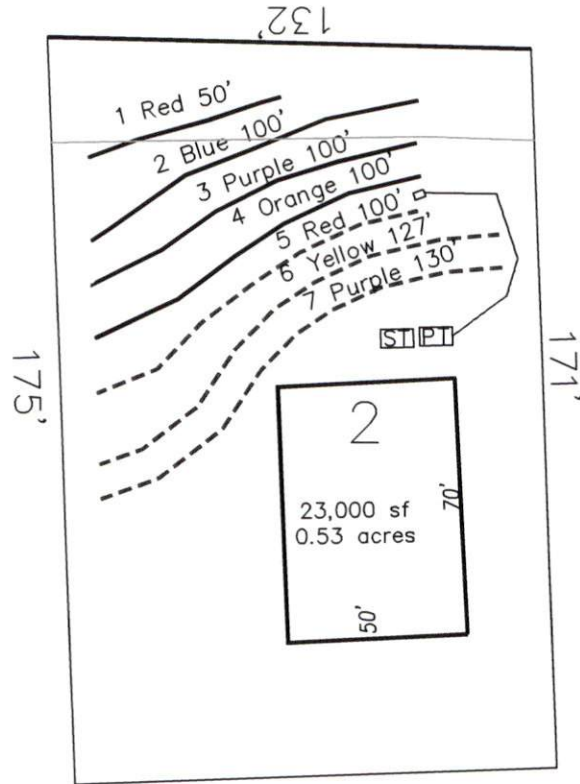 132'
1 Red 50'
2 Blue 100'
3 Purple 100'
4 Orange 100'
5 Red 100'
6 Yellow 127'
7 Purple 130'
ST PT
175'
171'
2
23,000 sf
0.53 acres
70'
50'